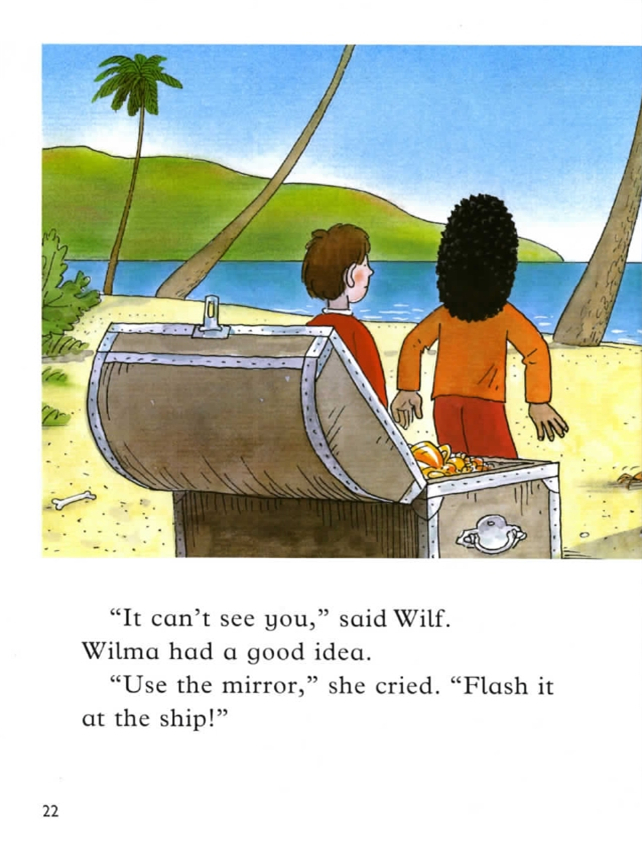 “It can’t see you,” said Wilf.
Wilma had a good idea.
“Use the mirror,” she cried. “Flash it
at the ship!”
22